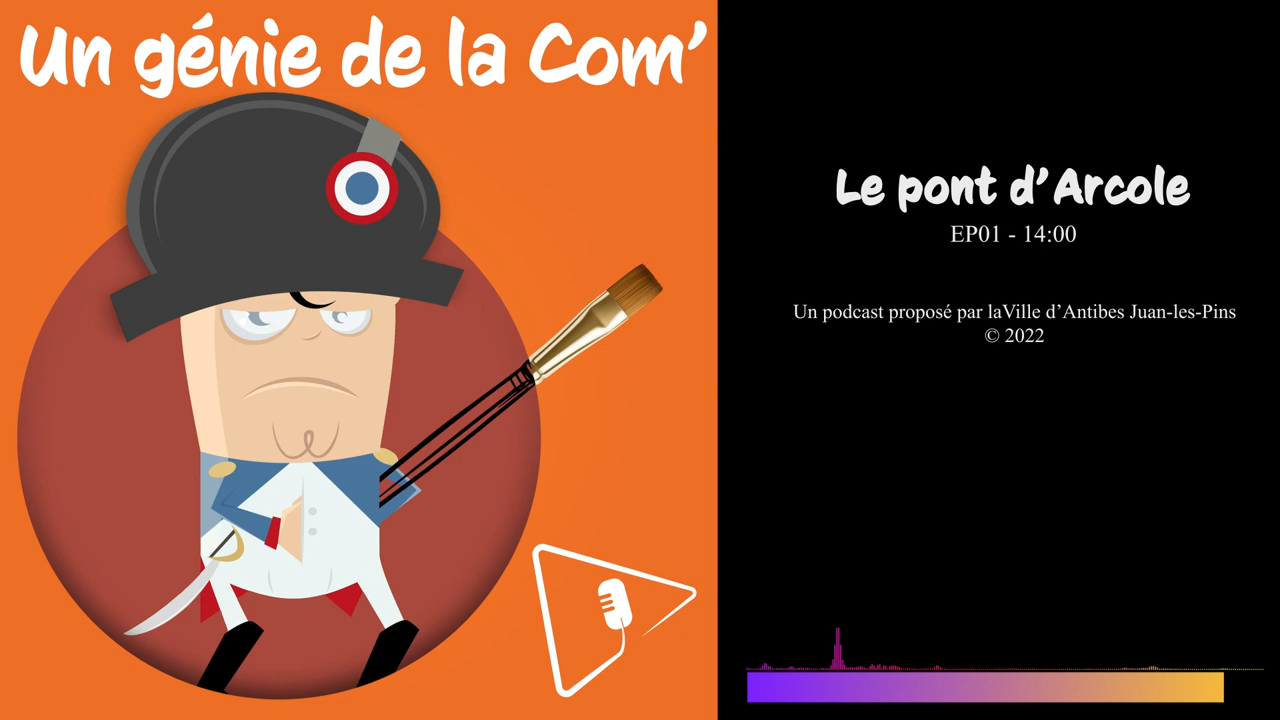 Un génie de la Com’
Le pont d’Arcole
EP01 - 14:00
Un podcast proposé par laVille d’Antibes Juan-les-Pins
© 2022